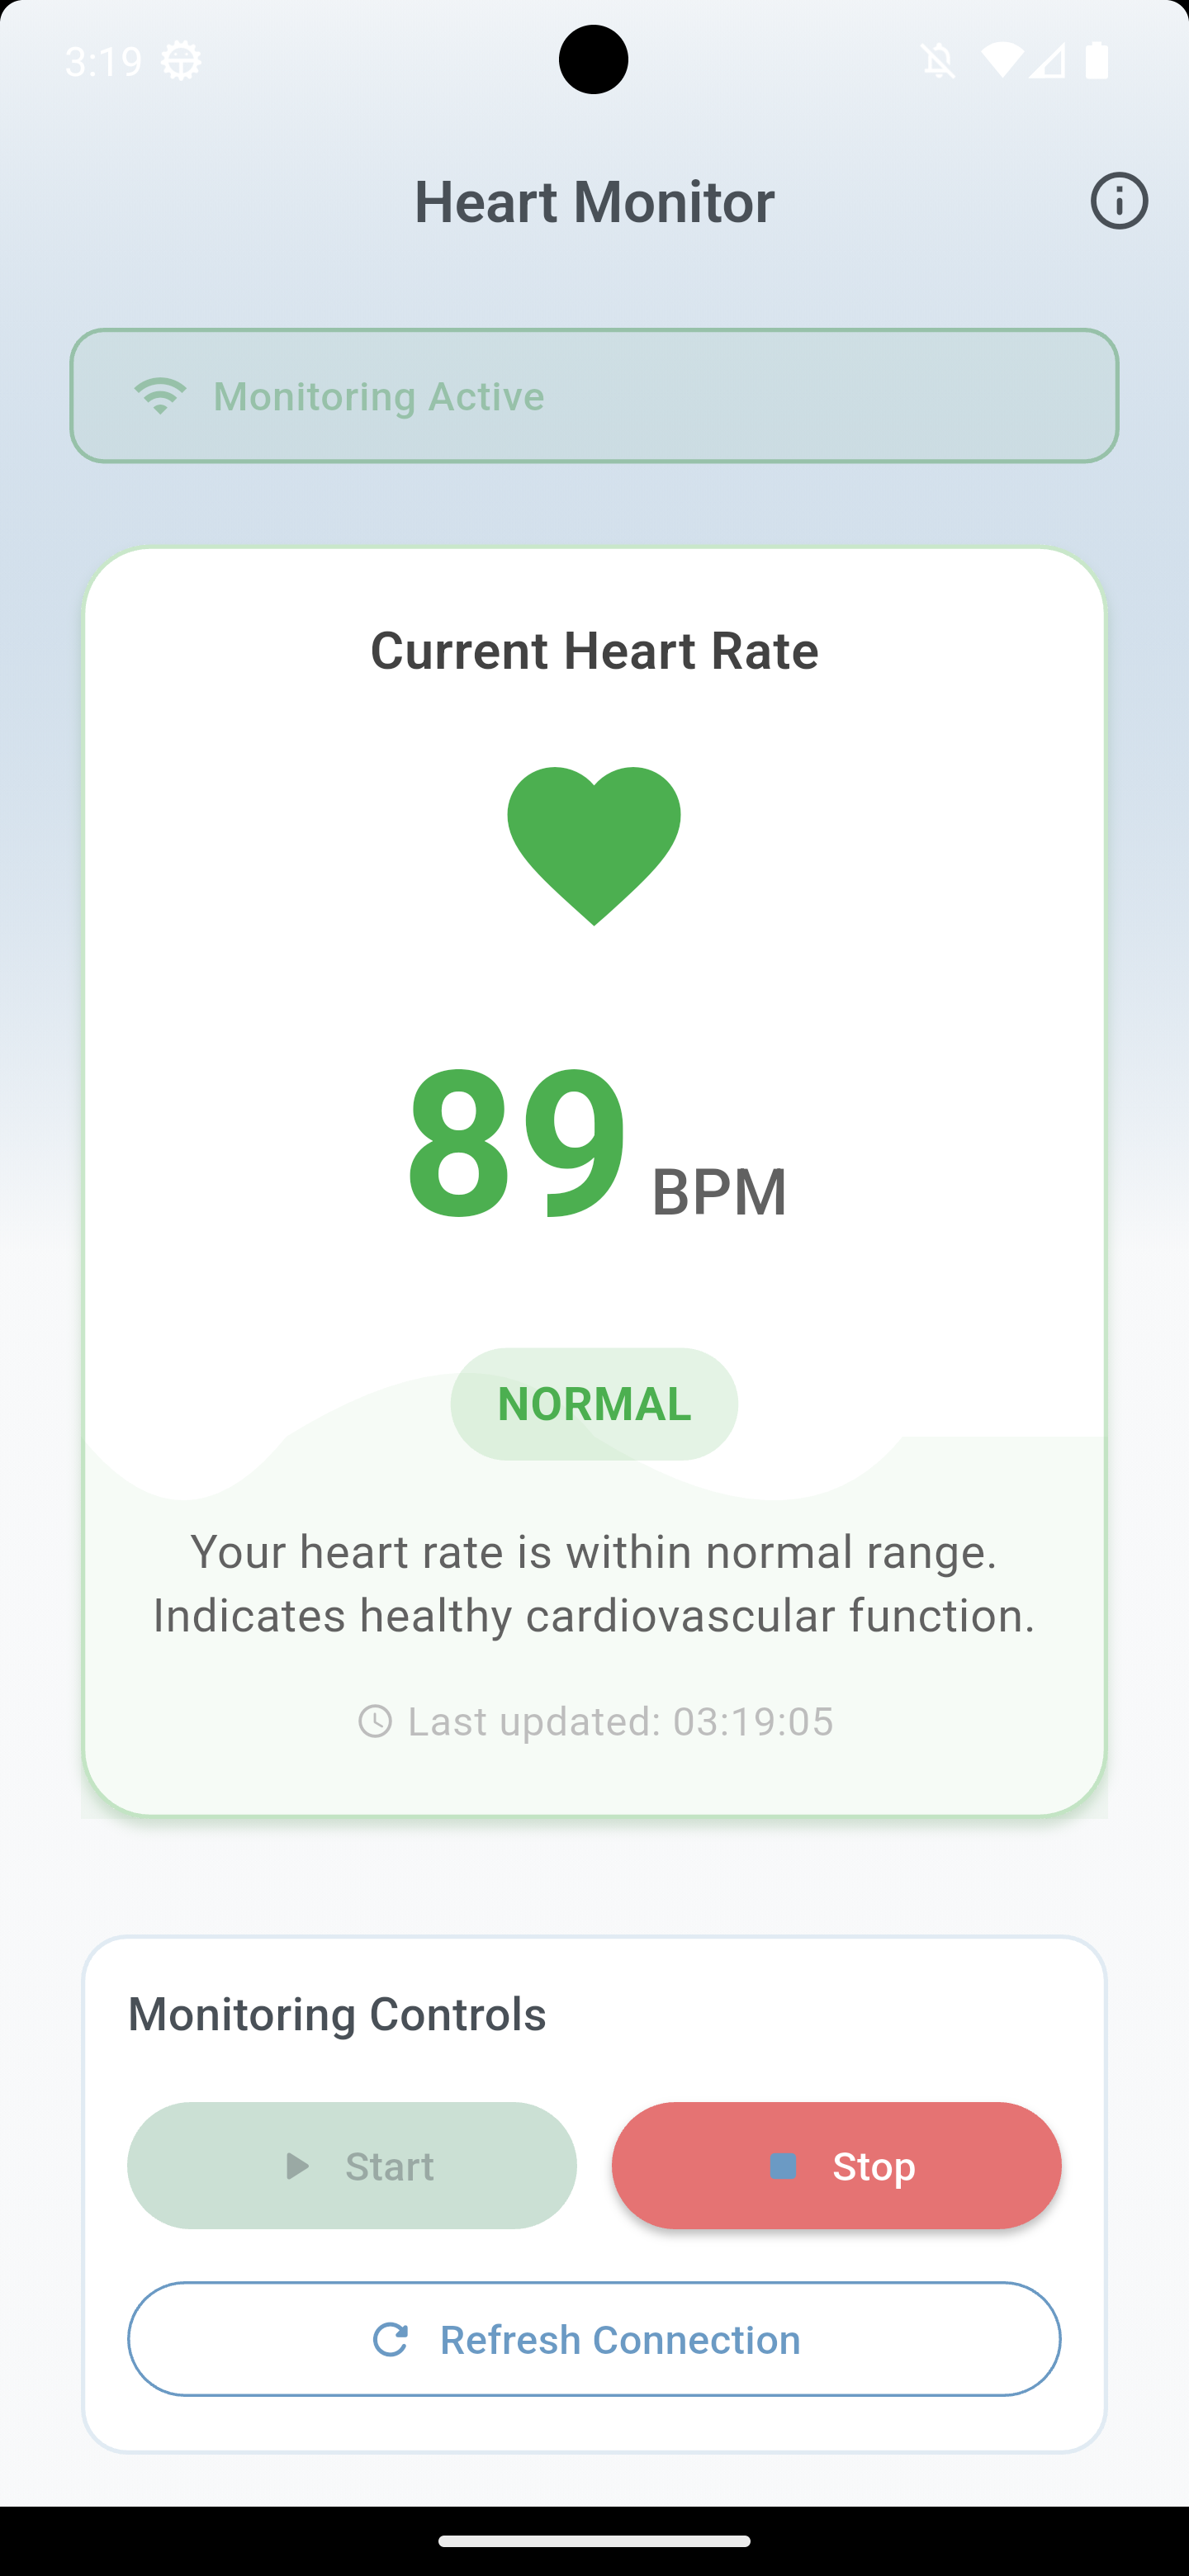 3:19
Heart Monitor
Monitoring Active
Current Heart Rate
89 BPM
NORMAL
Your heart rate is within normal range.
Indicates healthy cardiovascular function.
Last updated: 03:19:05
Monitoring Controls
Start
Stop
Refresh Connection